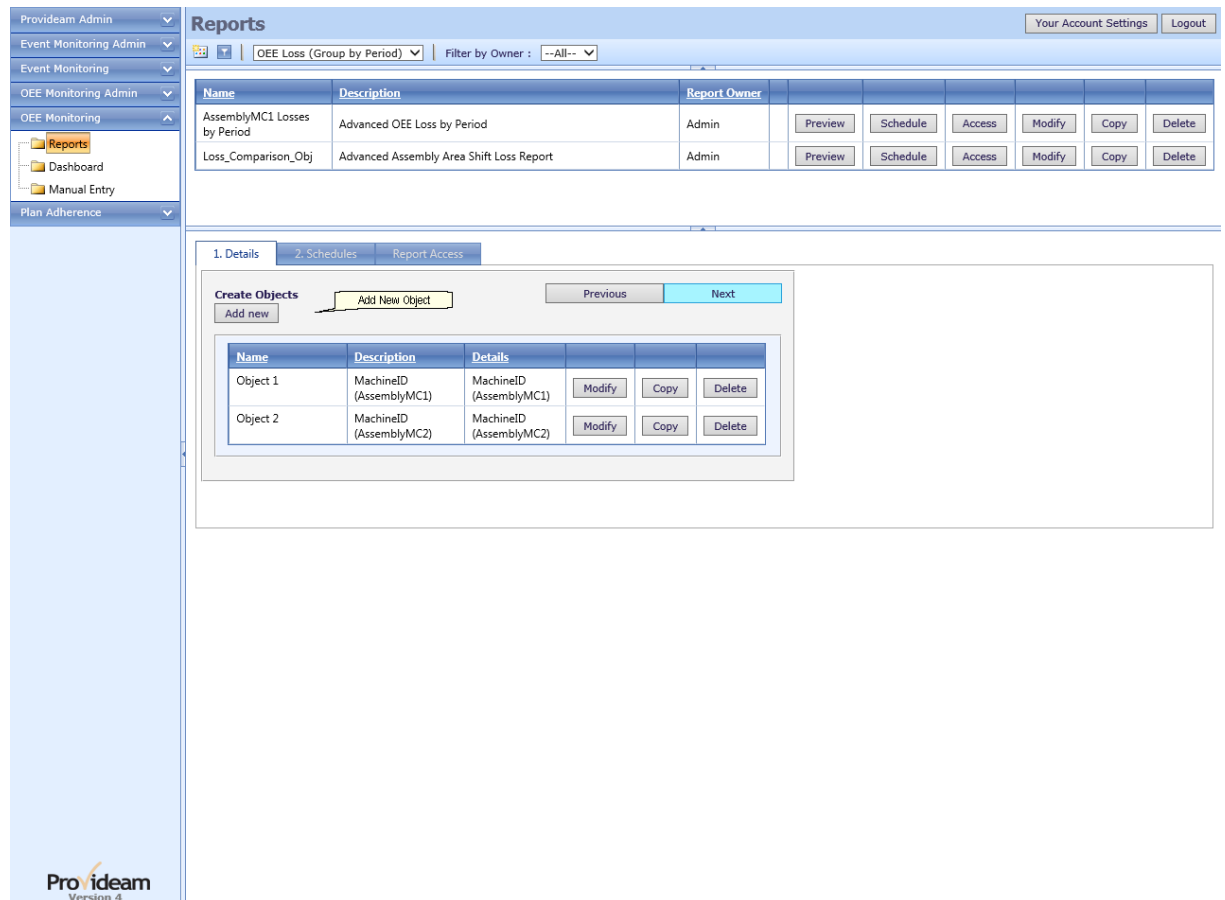 Provideam Admin
Event Monitoring Admin
Event Monitoring
OEE Monitoring Admin
OEE Monitoring
Reports
Dashboard
Manual Entry
Plan Adherence
Provideam
Version 4
Reports
Your Account Settings Logout
OEE Loss (Group by Period) Filter by Owner : --All--
Name Description Report Owner
AssemblyMC1 Losses
by Period Advanced OEE Loss by Period Admin Preview Schedule Access Modify Copy Delete
Loss_Comparison_Obj Advanced Assembly Area Shift Loss Report Admin Preview Schedule Access Modify Copy Delete
1. Details 2. Schedules Report Access
Create Objects Add New Object Previous Next
Add new
Name Description Details
Object 1 MachineID MachineID Modify Copy Delete
(AssemblyMC1) (AssemblyMC1)
Object 2 MachineID MachineID Modify Copy Delete
(AssemblyMC2) (AssemblyMC2)